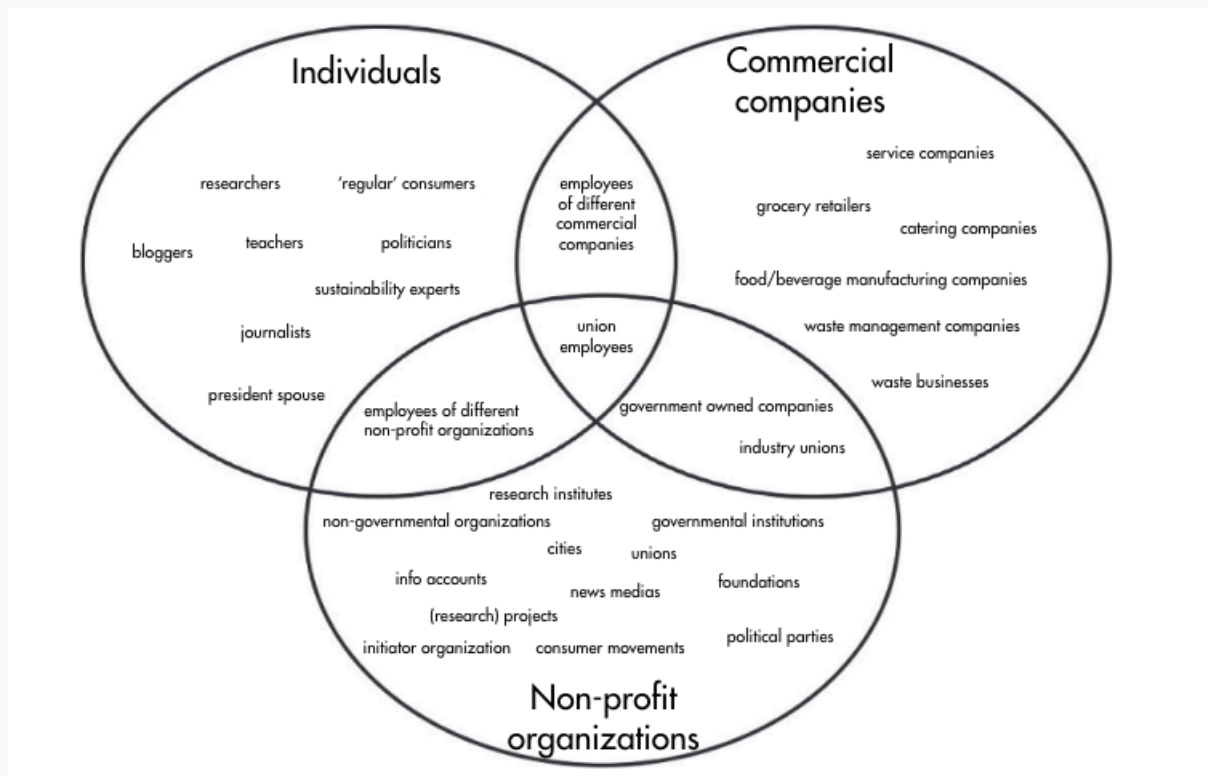 Individuals
Commercial
companies
service companies
researchers
‘regular’ consumers
employees
of different
commercial
companies
grocery retailers
catering companies
bloggers
teachers
politicians
food/beverage manufacturing companies
sustainability experts
journalists
union
employees
waste management companies
president spouse
waste businesses
employees of different
non-profit organizations
government owned companies
industry unions
research institutes
non-governmental organizations
governmental institutions
cities
unions
info accounts
news medias
foundations
(research) projects
political parties
initiator organization
consumer movements
Non-profit
organizations